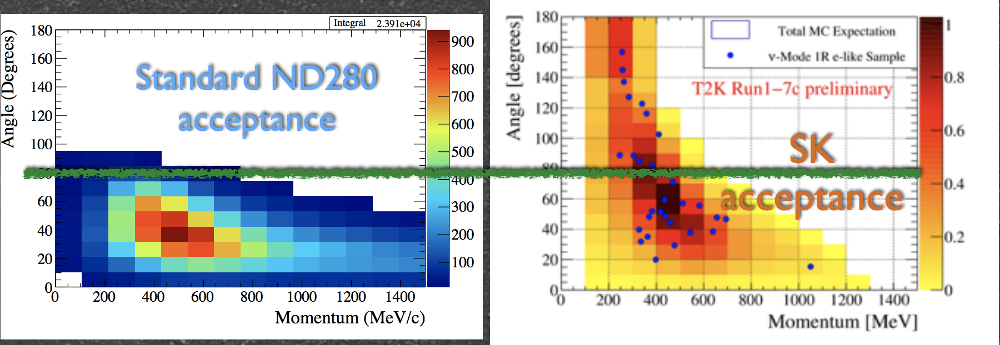 Integral 2.391e+04
Angle (Degrees)
180
160
140
120
100
60
40
20
0
Standard ND280
acceptance
900
800
700
600
500
400
300
200
100
0 200 400 600 800 1000 1200 1400
Momentum (MeV/c)
Angle [degrees]
180
160
140
120
100
80
60
40
20
0
Total MC Expectation
ν-Mode 1R e-like Sample
T2K Run1–7c preliminary
SK
acceptance
1
0.8
0.6
0.4
0.2
0
0 200 400 600 800 1000 1200 1400
Momentum [MeV]